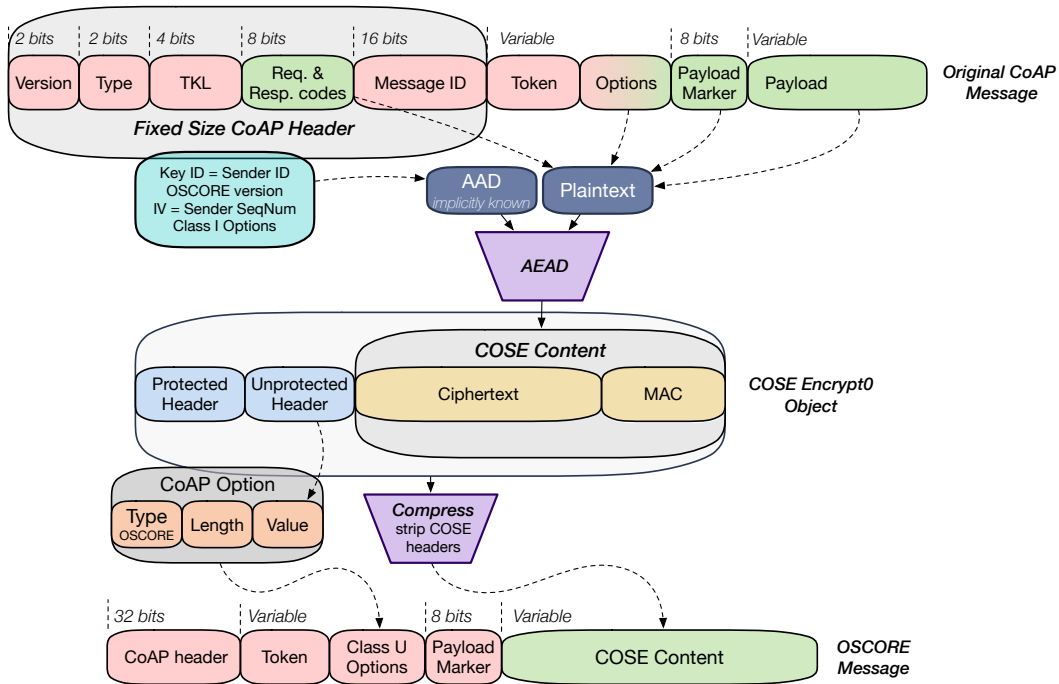 2 bits
2 bits
4 bits
8 bits
16 bits
Variable
8 bits
Variable
Version
Type
TKL
Req. &
Resp. codes
Message ID
Token
Options
Payload
Marker
Payload
Original CoAP
Message
Fixed Size CoAP Header
Key ID = Sender ID
OSCORE version
IV = Sender SeqNum
Class I Options
AAD
implicitly known
Plaintext
AEAD
COSE Content
Protected
Header
Unprotected
Header
Ciphertext
MAC
COSE Encrypt0
Object
CoAP Option
Type
OSCORE
Length
Value
Compress
strip COSE
headers
32 bits
Variable
8 bits
Variable
CoAP header
Token
Class U
Options
Payload
Marker
COSE Content
OSCORE
Message